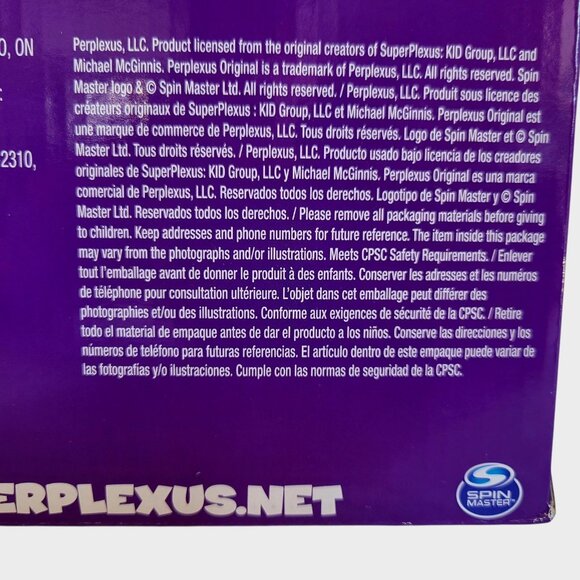 O, ON
2310,
Perplexus, LLC. Product licensed from the original creators of SuperPlexus: KID Group, LLC and
Michael McGinnis. Perplexus Original is a trademark of Perplexus, LLC. All rights reserved. Spin
Master logo & © Spin Master Ltd. All rights reserved. / Perplexus, LLC. Produit sous licence des
créateurs originaux de SuperPlexus : KID Group, LLC et Michael McGinnis. Perplexus Original est
une marque de commerce de Perplexus, LLC. Tous droits réservés. Logo de Spin Master et © Spin
Master Ltd. Tous droits réservés. / Perplexus, LLC. Producto usado bajo licencia de los creadores
originales de SuperPlexus: KID Group, LLC y Michael McGinnis. Perplexus Original es una marca
comercial de Perplexus, LLC. Reservados todos los derechos. Logotipo de Spin Master y © Spin
Master Ltd. Reservados todos los derechos. / Please remove all packaging materials before giving
to children. Keep addresses and phone numbers for future reference. The item inside this package
may vary from the photographs and/or illustrations. Meets CPSC Safety Requirements. / Enlever
tout l'emballage avant de donner le produit à des enfants. Conserver les adresses et les numéros
de téléphone pour consultation ultérieure. L'objet dans cet emballage peut différer des
photographies et/ou des illustrations. Conforme aux exigences de sécurité de la CPSC. / Retire
todo el material de empaque antes de dar el producto a los niños. Conserve las direcciones y los
números de teléfono para futuras referencias. El artículo dentro de este empaque puede variar de
las fotografías y/o ilustraciones. Cumple con las normas de seguridad de la CPSC.
ERPLEXUS.NET
SPIN
MASTER™